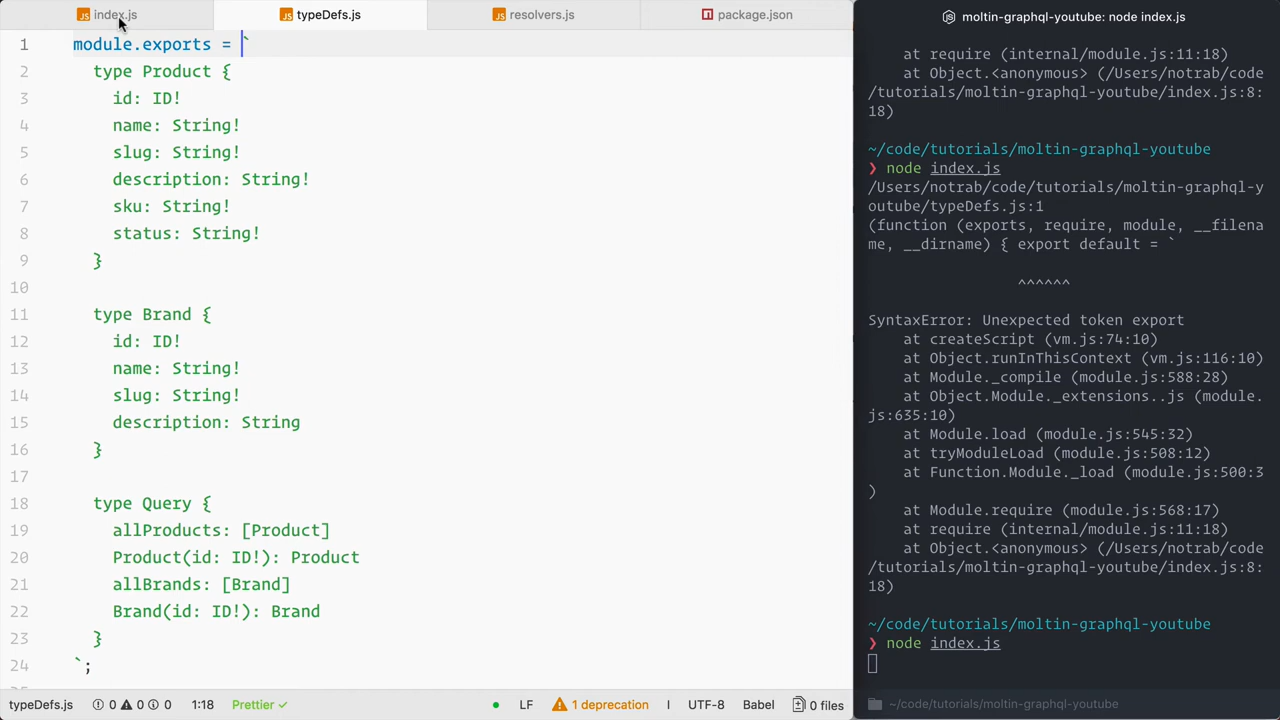 index.js
typeDefs.js
resolvers.js
package.json
1 module.exports = `
2 type Product {
3 id: ID!
4 name: String!
5 slug: String!
6 description: String!
7 sku: String!
8 status: String!
9 }
10
11 type Brand {
12 id: ID!
13 name: String!
14 slug: String!
15 description: String
16 }
17
18 type Query {
19 allProducts: [Product]
20 Product(id: ID!): Product
21 allBrands: [Brand]
22 Brand(id: ID!): Brand
23 }
24 `;
typeDefs.js 0 0 0 1:18 Prettier ✓ LF 1 deprecation UTF-8 Babel 0 files
moltin-graphql-youtube: node index.js
at require (internal/module.js:11:18)
at Object.<anonymous> (/Users/notrab/code
/tutorials/moltin-graphql-youtube/index.js:8:
18)
~/code/tutorials/moltin-graphql-youtube
❯ node index.js
/Users/notrab/code/tutorials/moltin-graphql-y
outube/typeDefs.js:1
(function (exports, require, module, __filena
me, __dirname) { export default = `
^^^^^^
SyntaxError: Unexpected token export
at createScript (vm.js:74:10)
at Object.runInThisContext (vm.js:116:10)
at Module._compile (module.js:588:28)
at Object.Module._extensions..js (module.
js:635:10)
at Module.load (module.js:545:32)
at tryModuleLoad (module.js:508:12)
at Function.Module._load (module.js:500:3
)
at Module.require (module.js:568:17)
at require (internal/module.js:11:18)
at Object.<anonymous> (/Users/notrab/code
/tutorials/moltin-graphql-youtube/index.js:8:
18)
~/code/tutorials/moltin-graphql-youtube
❯ node index.js
~/code/tutorials/moltin-graphql-youtube